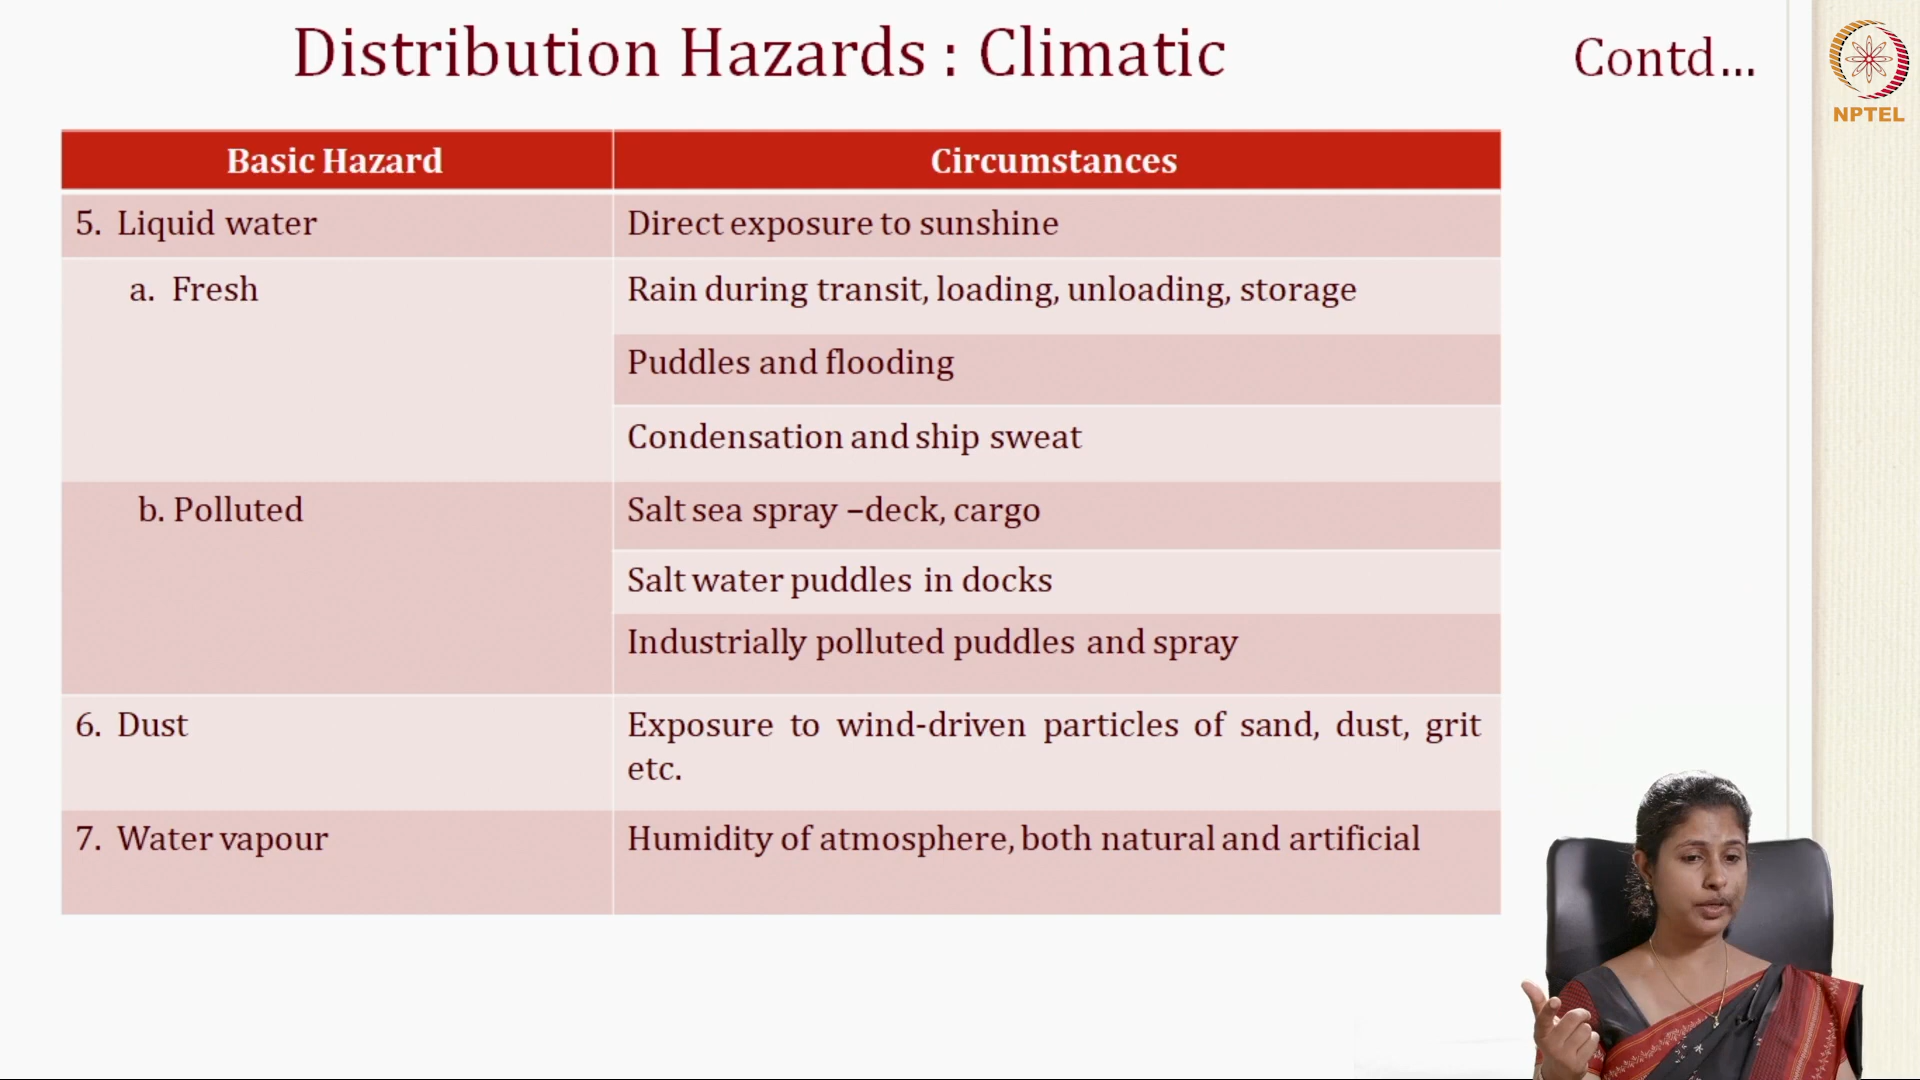 Distribution Hazards : Climatic
Contd...
NPTEL
Basic Hazard
Circumstances
5. Liquid water
Direct exposure to sunshine
a. Fresh
Rain during transit, loading, unloading, storage
Puddles and flooding
Condensation and ship sweat
b. Polluted
Salt sea spray –deck, cargo
Salt water puddles in docks
Industrially polluted puddles and spray
6. Dust
Exposure to wind-driven particles of sand, dust, grit
etc.
7. Water vapour
Humidity of atmosphere, both natural and artificial